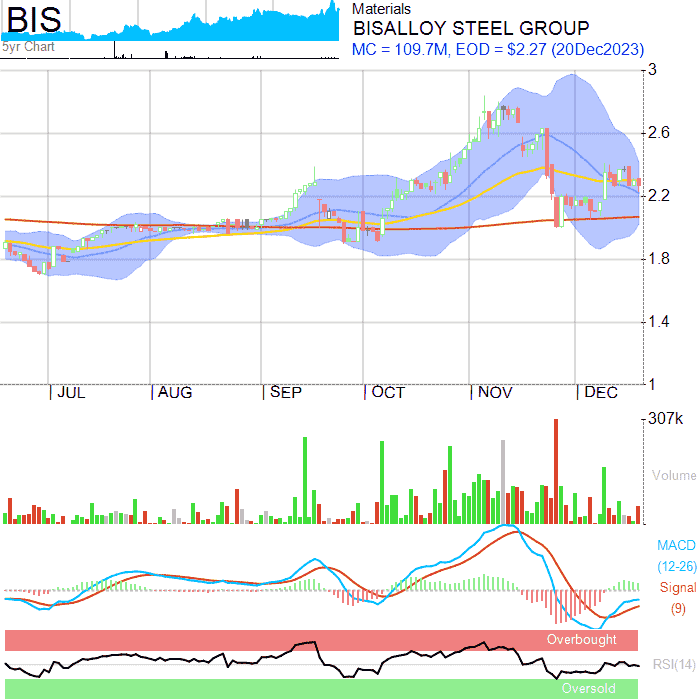 BIS
5yr Chart
Materials
BISALLOY STEEL GROUP
MC = 109.7M, EOD = $2.27 (20Dec2023)
3
2.6
2.2
1.8
1.4
1
JUL
AUG
SEP
OCT
NOV
DEC
307k
Volume
MACD
(12-26)
Signal
(9)
Overbought
RSI(14)
Oversold